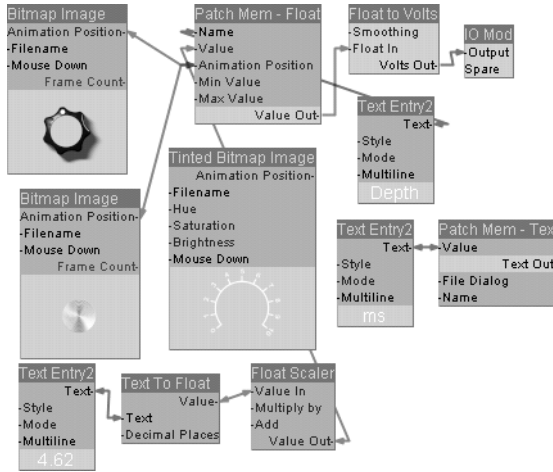 Bitmap Image
Animation Position-
-Filename
-Mouse Down
Frame Count-
Patch Mem - Float
-Name
-Value
-Animation Position
-Min Value
-Max Value
Value Out-
Float to Volts
-Smoothing
-Float In
Volts Out-
IO Mod
-Output
Spare
Text Entry2
Text-
-Style
-Mode
-Multiline
Depth
Tinted Bitmap Image
Animation Position-
-Filename
-Hue
-Saturation
-Brightness
-Mouse Down
Bitmap Image
Animation Position-
-Filename
-Mouse Down
Frame Count-
Text Entry2
Text-
-Style
-Mode
-Multiline
ms
Patch Mem - Tex
-Value
Text Out
-File Dialog
-Name
Text Entry2
Text-
-Style
-Mode
-Multiline
4.62
Text To Float
Value-
-Text
-Decimal Places
Float Scaler
-Value In
-Multiply by
-Add
Value Out-